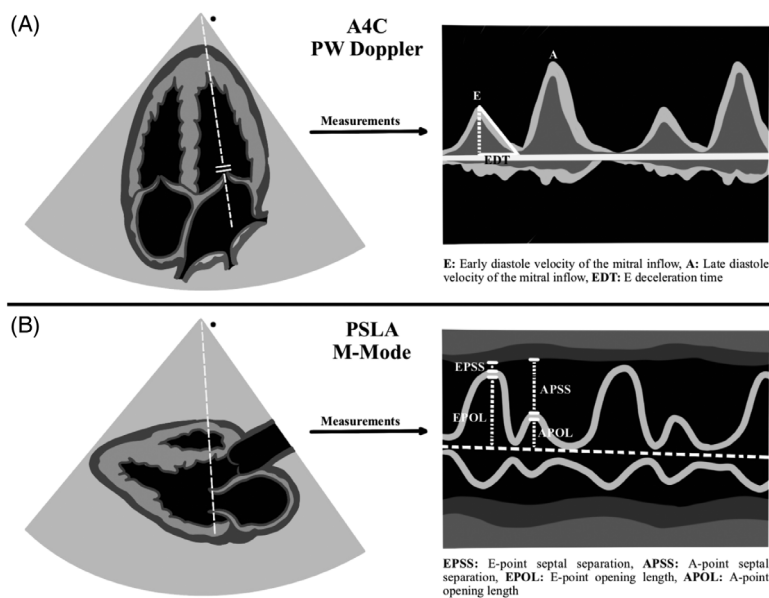 (A)
A4C
PW Doppler
Measurements
A
E
EDT
E: Early diastole velocity of the mitral inflow, A: Late diastole
velocity of the mitral inflow, EDT: E deceleration time
(B)
PSLA
M-Mode
Measurements
EPSS
APSS
EPOL
APOL
EPSS: E-point septal separation, APSS: A-point septal
separation, EPOL: E-point opening length, APOL: A-point
opening length